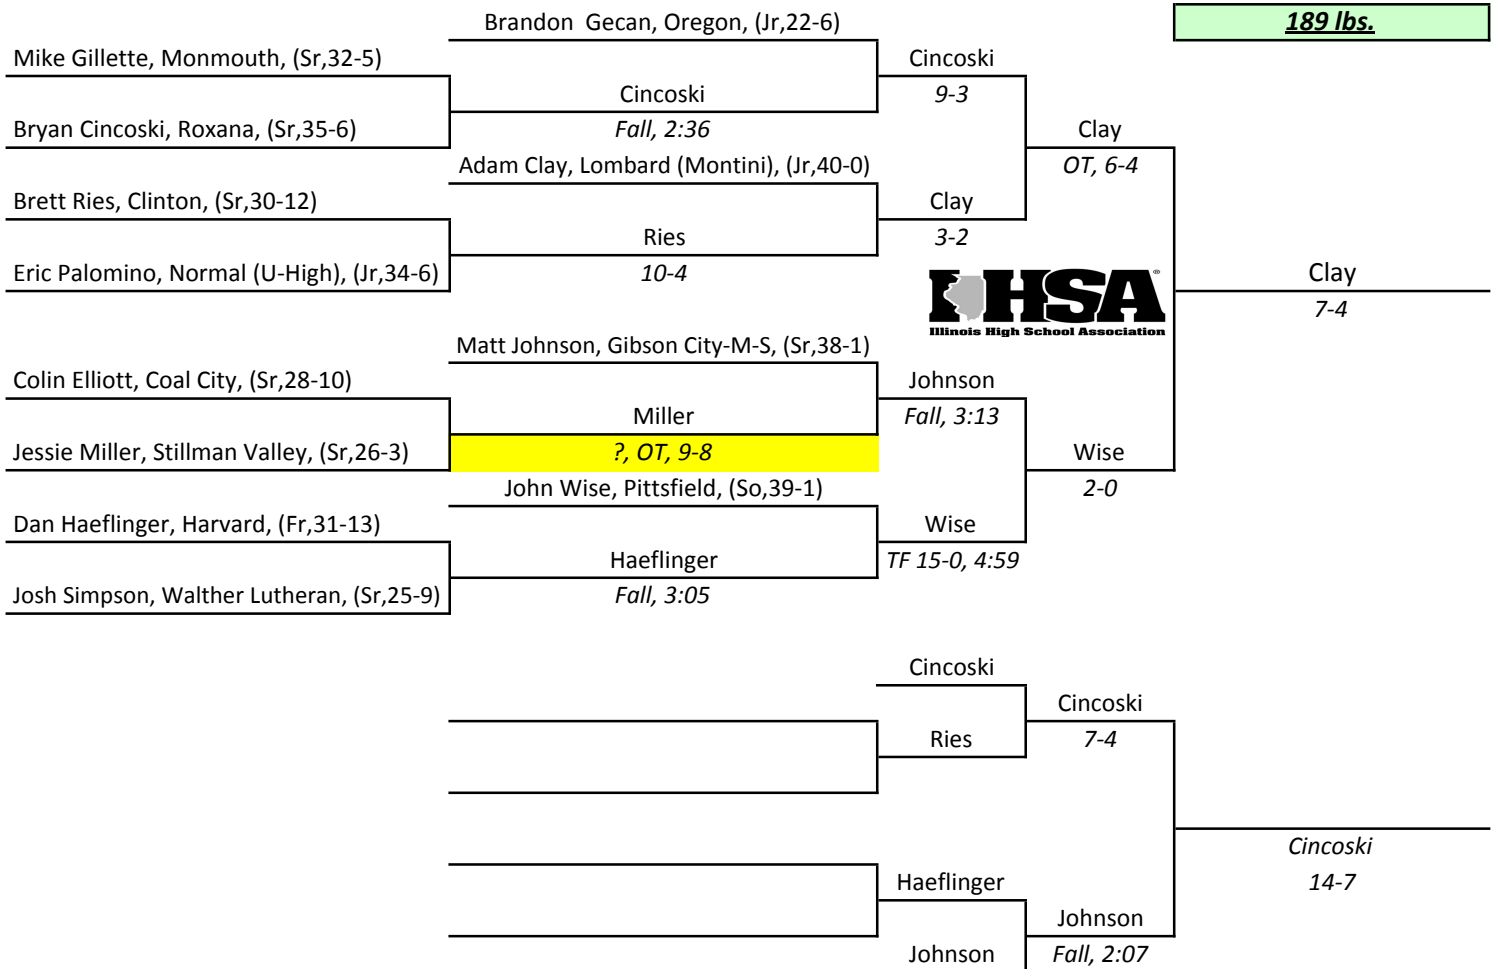 Brandon  Gecan, Oregon, (Jr,22-6)
189 lbs.
Mike Gillette, Monmouth, (Sr,32-5)
Cincoski
Cincoski
9-3
Bryan Cincoski, Roxana, (Sr,35-6)
Fall, 2:36
Clay
Adam Clay, Lombard (Montini), (Jr,40-0)
OT, 6-4
Brett Ries, Clinton, (Sr,30-12)
Clay
Ries
3-2
Eric Palomino, Normal (U-High), (Jr,34-6)
10-4
Clay
7-4
IHSA
Illinois High School Association
Matt Johnson, Gibson City-M-S, (Sr,38-1)
Colin Elliott, Coal City, (Sr,28-10)
Johnson
Miller
Fall, 3:13
Jessie Miller, Stillman Valley, (Sr,26-3)
?, OT, 9-8
Wise
John Wise, Pittsfield, (So,39-1)
2-0
Dan Haeflinger, Harvard, (Fr,31-13)
Wise
Haeflinger
TF 15-0, 4:59
Josh Simpson, Walther Lutheran, (Sr,25-9)
Fall, 3:05
Cincoski
Cincoski
Ries
7-4
Cincoski
14-7
Haeflinger
Johnson
Johnson
Fall, 2:07